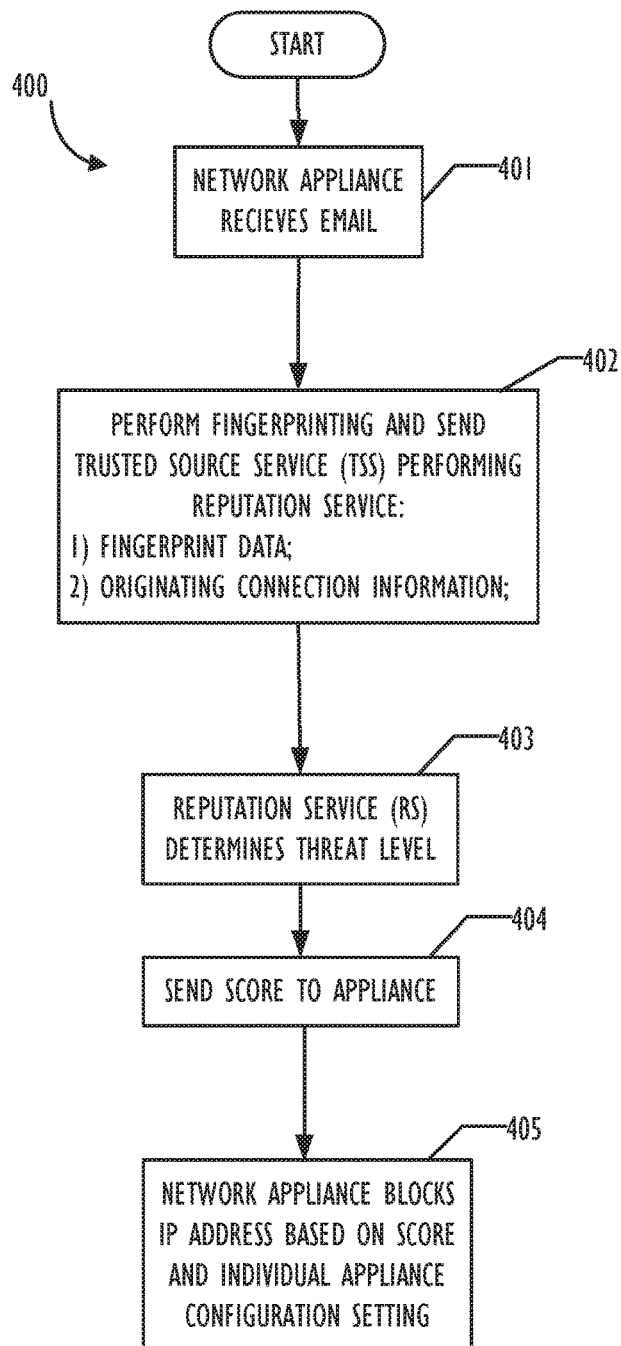 START
400
NETWORK APPLIANCE
RECIEVES EMAIL
401
402
PERFORM FINGERPRINTING AND SEND
TRUSTED SOURCE SERVICE (TSS) PERFORMING
REPUTATION SERVICE:
1) FINGERPRINT DATA;
2) ORIGINATING CONNECTION INFORMATION;
403
REPUTATION SERVICE (RS)
DETERMINES THREAT LEVEL
404
SEND SCORE TO APPLIANCE
405
NETWORK APPLIANCE BLOCKS
IP ADDRESS BASED ON SCORE
AND INDIVIDUAL APPLIANCE
CONFIGURATION SETTING